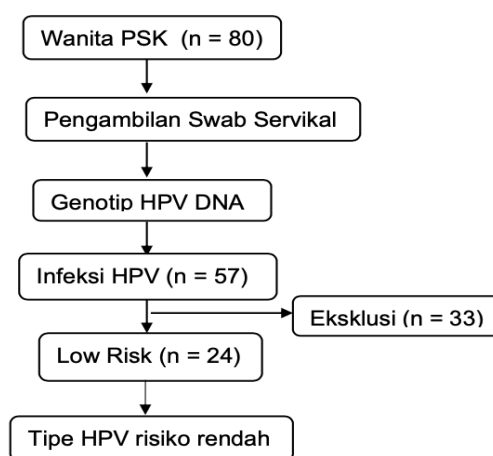 Wanita PSK (n = 80)
Pengambilan Swab Servikal
Genotip HPV DNA
Infeksi HPV (n = 57)
Eksklusi (n = 33)
Low Risk (n = 24)
Tipe HPV risiko rendah